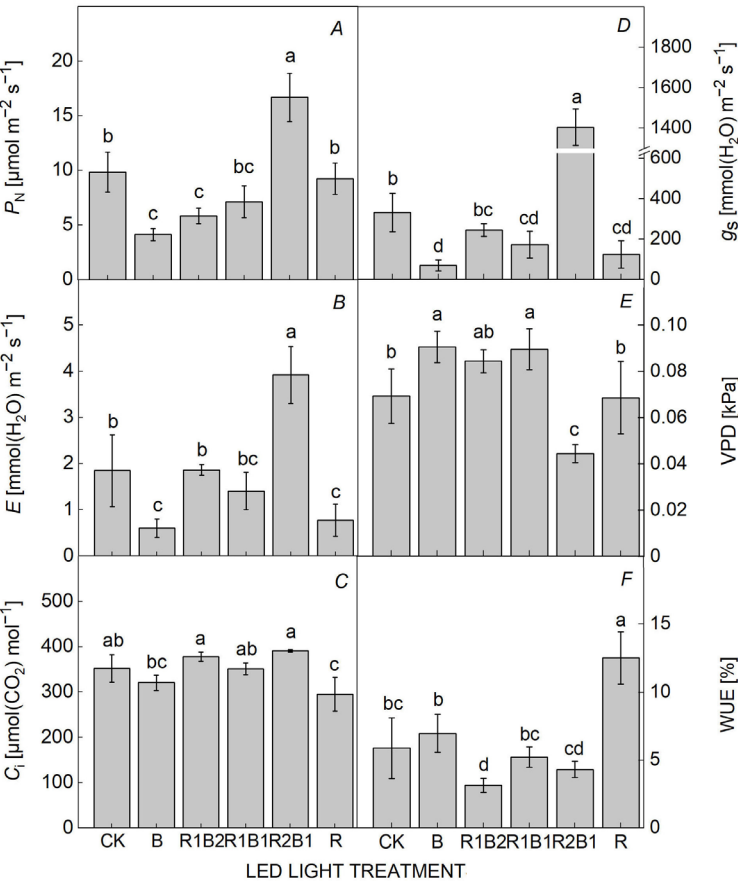 A
20
15
10
5
0
P_N [µmol m⁻² s⁻¹]
b
c
c
bc
a
b
D
1800
1600
1400
600
400
200
0
g_s [mmol(H₂O) m⁻² s⁻¹]
b
d
bc
cd
a
cd
B
5
4
3
2
1
0
E [mmol(H₂O) m⁻² s⁻¹]
b
c
b
bc
a
c
E
0.10
0.08
0.06
0.04
0.02
0
VPD [kPa]
b
a
ab
a
c
b
C
500
400
300
200
100
0
C_i [µmol(CO₂) mol⁻¹]
ab
bc
a
ab
a
c
F
15
10
5
0
WUE [%]
bc
b
d
bc
cd
a
CK B R1B2 R1B1 R2B1 R CK B R1B2 R1B1 R2B1 R
LED LIGHT TREATMENT